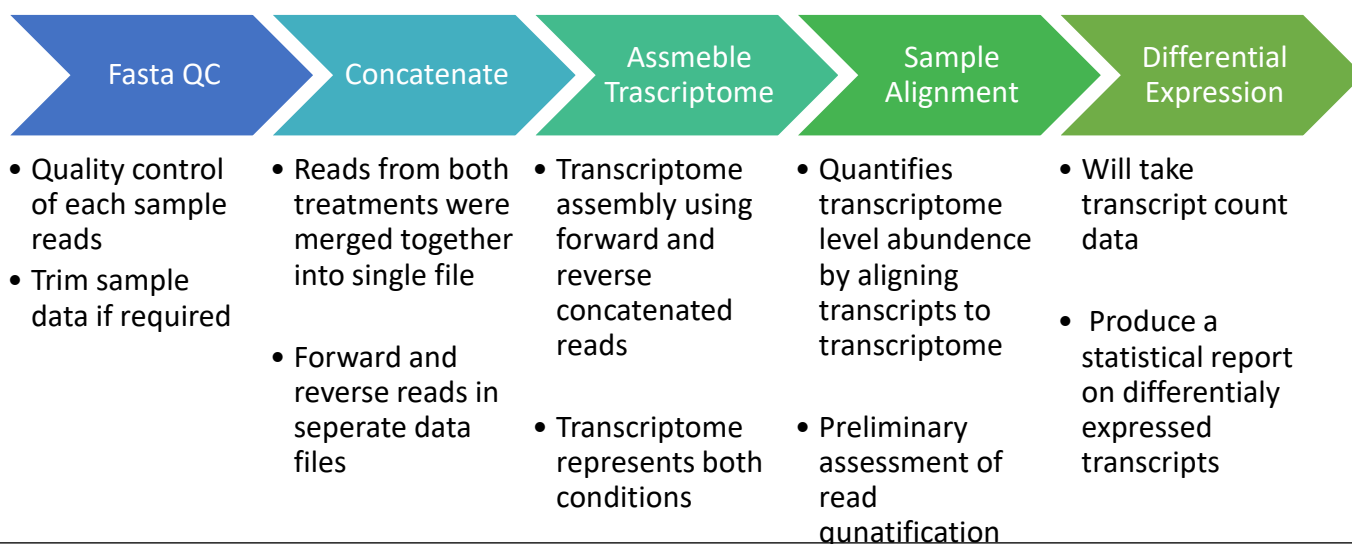 Fasta QC
Concatenate
Assmeble
Trascriptome
Sample
Alignment
Differential
Expression
• Quality control
of each sample
reads
• Trim sample
data if required
• Reads from both
treatments were
merged together
into single file
• Forward and
reverse reads in
seperate data
files
• Transcriptome
assembly using
forward and
reverse
concatenated
reads
• Transcriptome
represents both
conditions
• Quantifies
transcriptome
level abundence
by aligning
transcripts to
transcriptome
• Preliminary
assessment of
read
qunatification
• Will take
transcript count
data
• Produce a
statistical report
on differentialy
expressed
transcripts